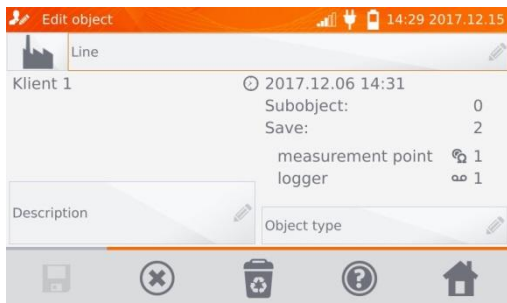 Edit object 14:29 2017.12.15
Line
Klient 1 2017.12.06 14:31
Subobject: 0
Save: 2
measurement point 1
logger 1
Description
Object type